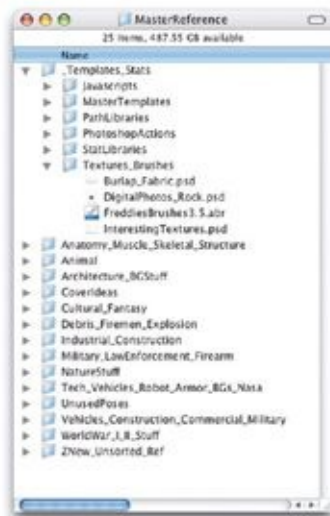 MasterReference
25 items, 487.55 GB available
Name
_Templates_Stats
Javascripts
MasterTemplates
PathLibraries
PhotoshopActions
StatLibraries
Textures_Brushes
Burlap_Fabric.psd
DigitalPhotos_Rock.psd
FreddiesBrushes3.5.abr
InterestingTextures.psd
Anatomy_Muscle_Skeletal_Structure
Animal
Architecture_BGStuff
CoverIdeas
Cultural_Fantasy
Debris_Firemen_Explosion
Industrial_Construction
Military_LawEnforcement_Firearm
NatureStuff
Tech_Vehicles_Robot_Armor_BGs_Nasa
UnusedPoses
Vehicles_Construction_Commercial_Military
WorldWar_I_II_Stuff
ZNew_Unsorted_Ref